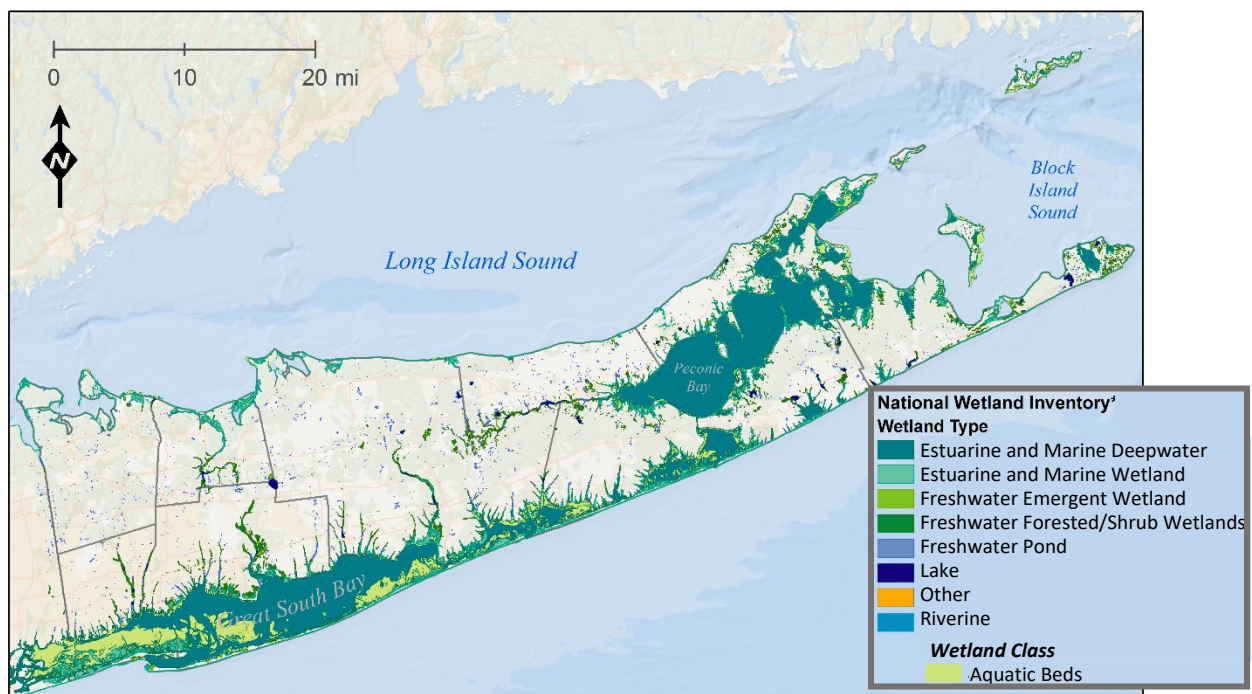 0 10 20 mi
N
Block
Island
Sound
Long Island Sound
Peconic
Bay
Great South Bay
National Wetland Inventory¹
Wetland Type
Estuarine and Marine Deepwater
Estuarine and Marine Wetland
Freshwater Emergent Wetland
Freshwater Forested/Shrub Wetlands
Freshwater Pond
Lake
Other
Riverine
Wetland Class
Aquatic Beds